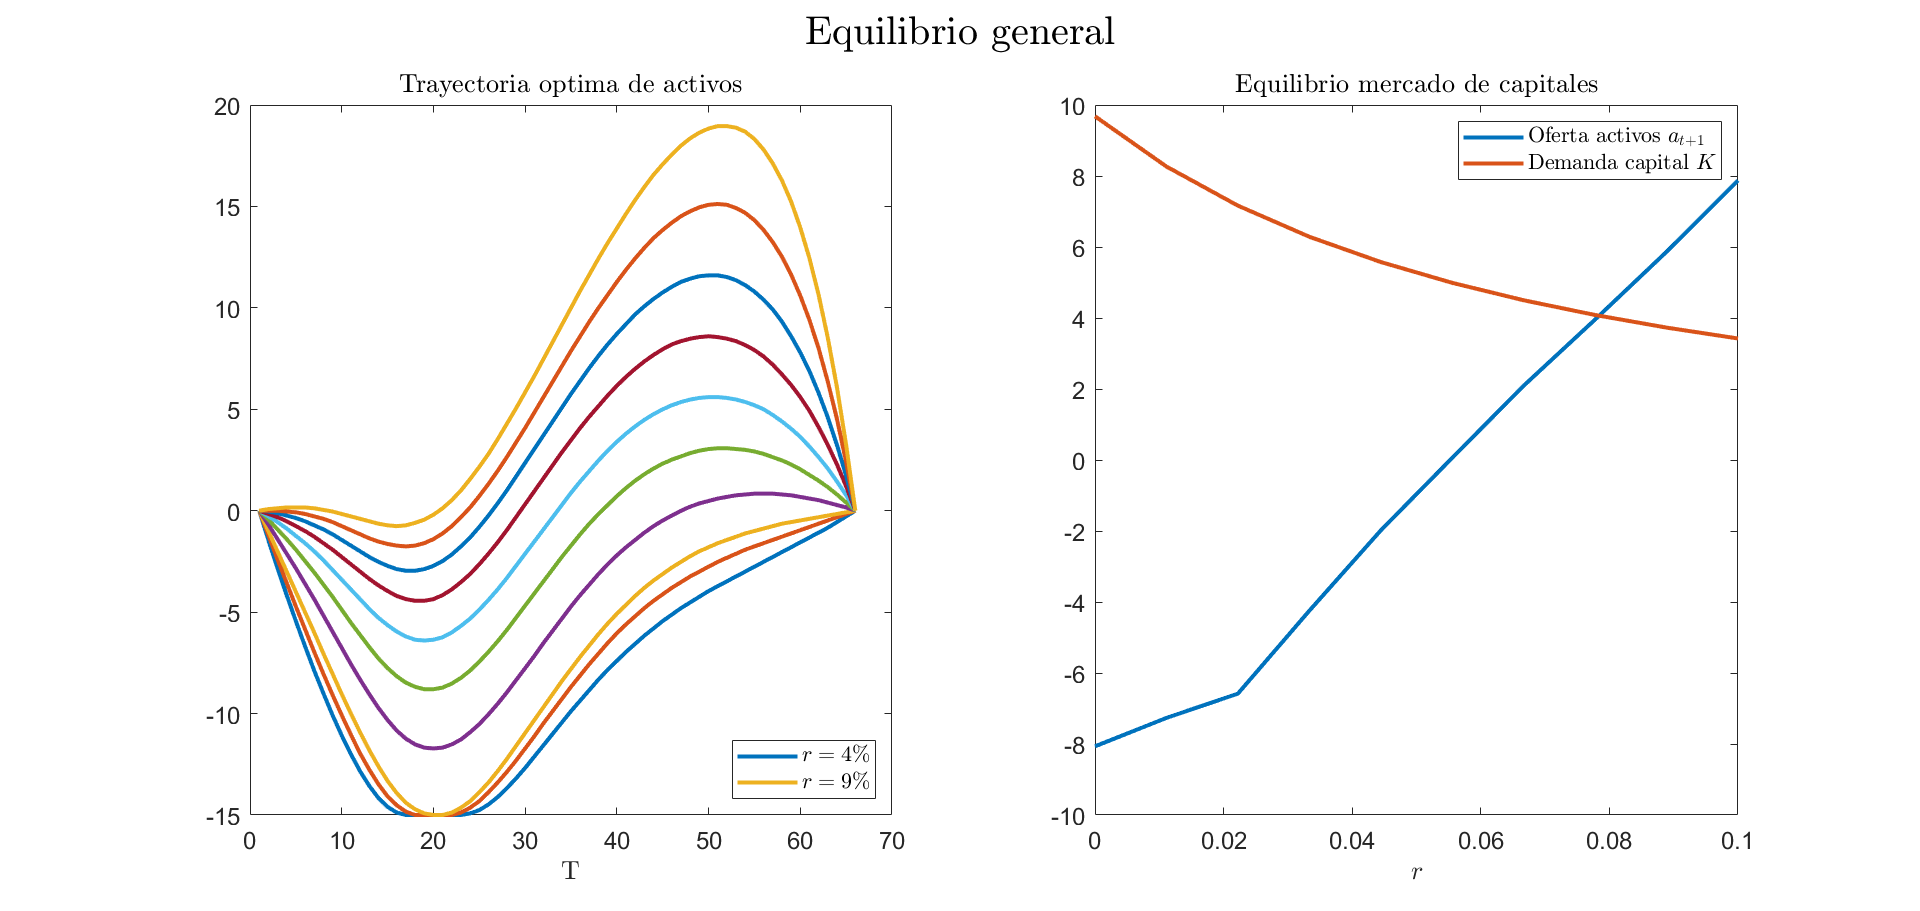 Equilibrio general
Trayectoria optima de activos
20
15
10
5
0
-5
-10
-15
0 10 20 30 40 50 60 70
T
r = 4%
r = 9%
Equilibrio mercado de capitales
10
8
6
4
2
0
-2
-4
-6
-8
-10
0 0.02 0.04 0.06 0.08 0.1
r
Oferta activos a_{t+1}
Demanda capital K